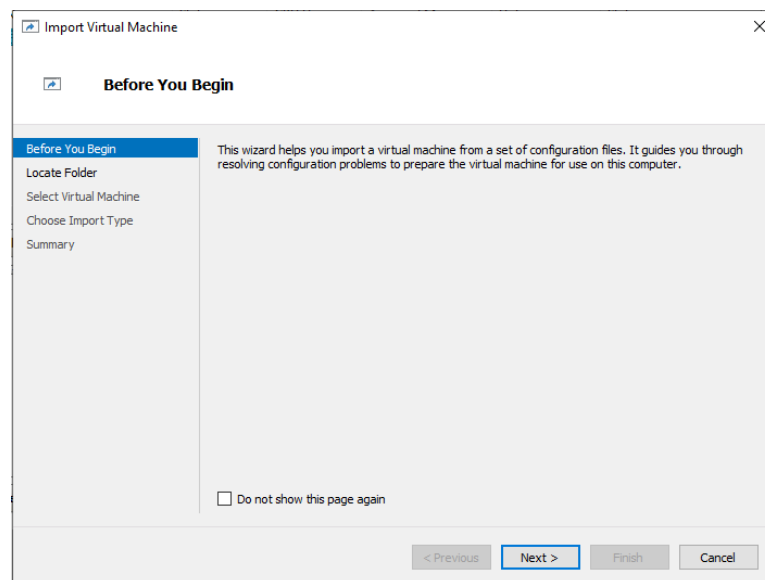 Import Virtual Machine
Before You Begin
Before You Begin
Locate Folder
Select Virtual Machine
Choose Import Type
Summary
This wizard helps you import a virtual machine from a set of configuration files. It guides you through
resolving configuration problems to prepare the virtual machine for use on this computer.
Do not show this page again
< Previous
Next >
Finish
Cancel